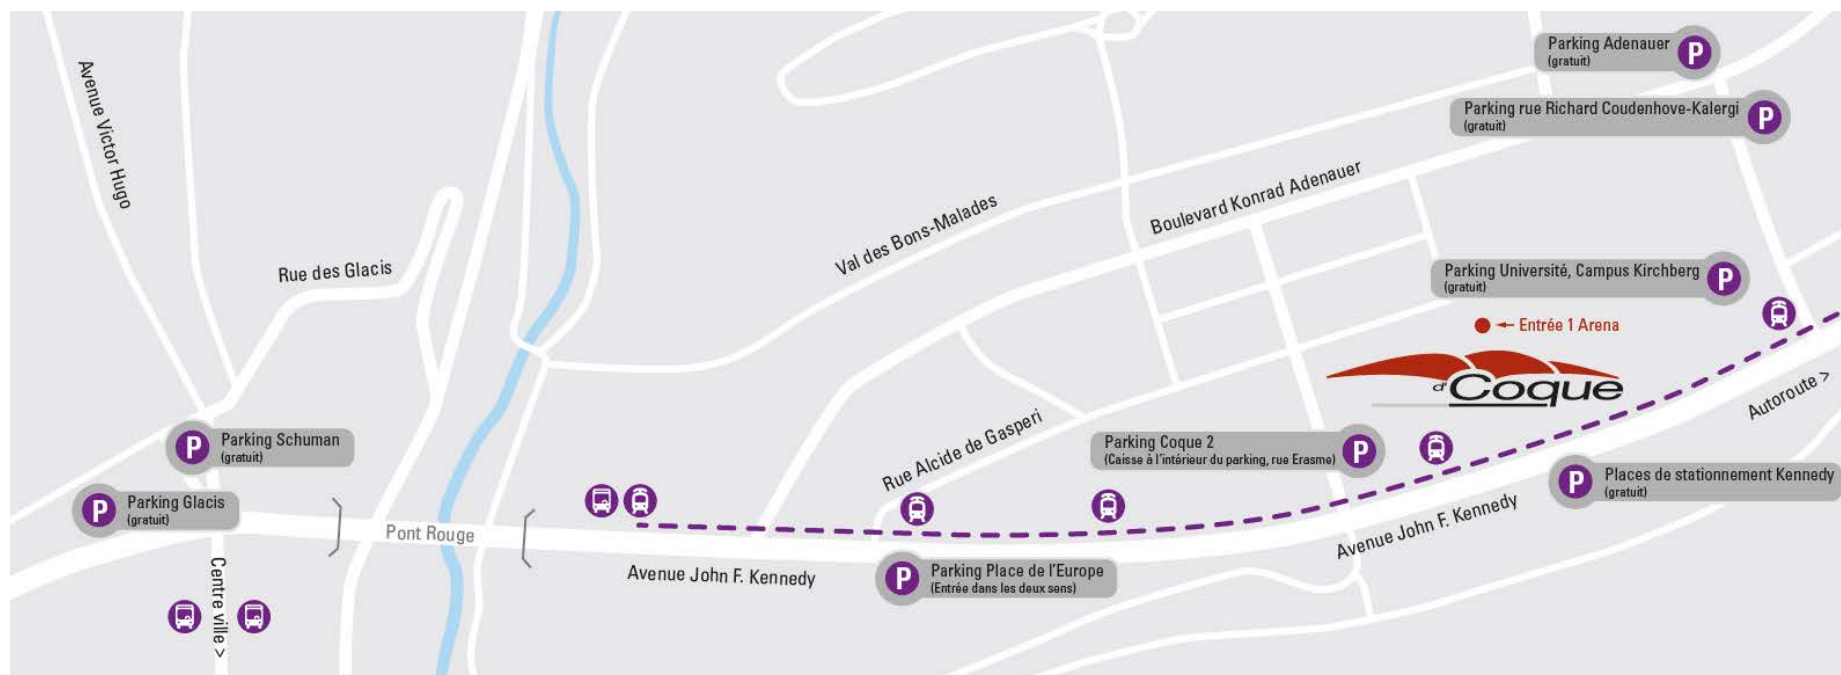 Parking Adenauer
(gratuit)
P
Parking rue Richard Coudenhove-Kalergi
(gratuit)
P
Avenue Victor Hugo
Boulevard Konrad Adenauer
Val des Bons-Malades
Rue des Glacis
Parking Université, Campus Kirchberg
(gratuit)
P
Entrée 1 Arena
d'Coque
Autoroute >
Rue Alcide de Gasperi
P
Parking Schuman
(gratuit)
Parking Coque 2
(Caisse à l'intérieur du parking, rue Erasme)
P
P
Places de stationnement Kennedy
(gratuit)
P
Parking Glacis
(gratuit)
Pont Rouge
Avenue John F. Kennedy
Avenue John F. Kennedy
P
Parking Place de l'Europe
(Entrée dans les deux sens)
Centre ville >